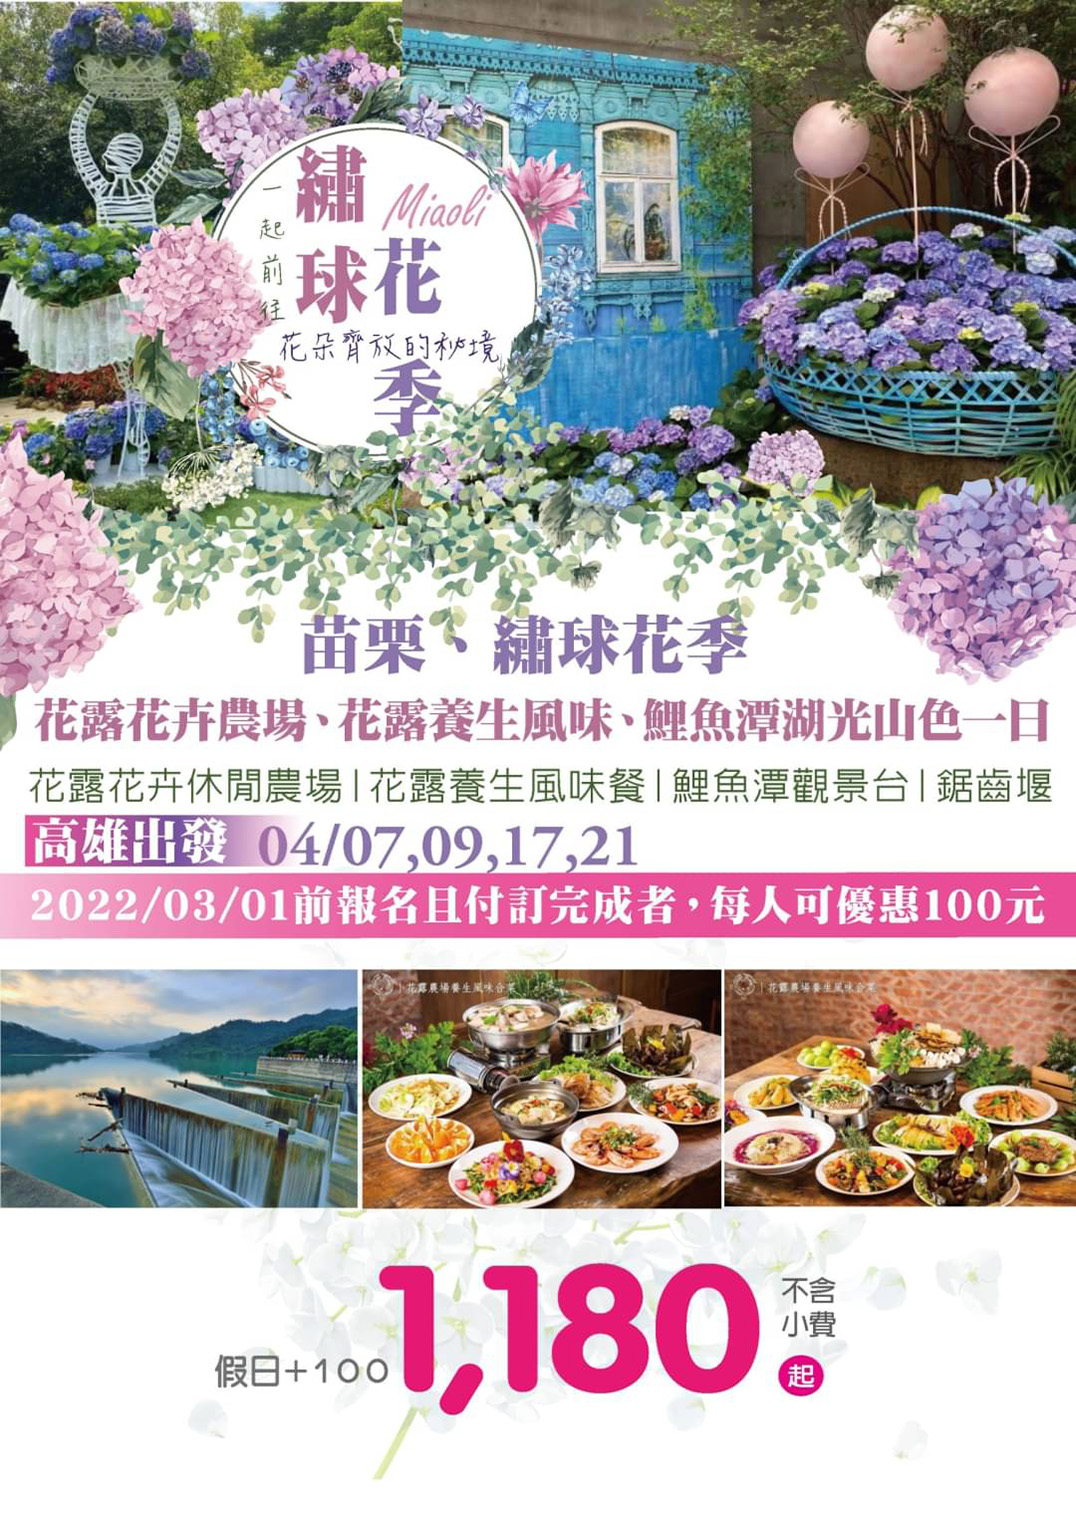 一起前往
繡球花季
Miaoli
花朵齊放的秘境
苗栗、繡球花季
花露花卉農場、花露養生風味、鯉魚潭湖光山色一日
花露花卉休閒農場|花露養生風味餐|鯉魚潭觀景台|鋸齒堰
高雄出發 04/07,09,17,21
2022/03/01前報名且付訂完成者，每人可優惠100元
花露農場養生風味合菜
花露農場養生風味合菜
假日+100
1,180
不含
小費
起